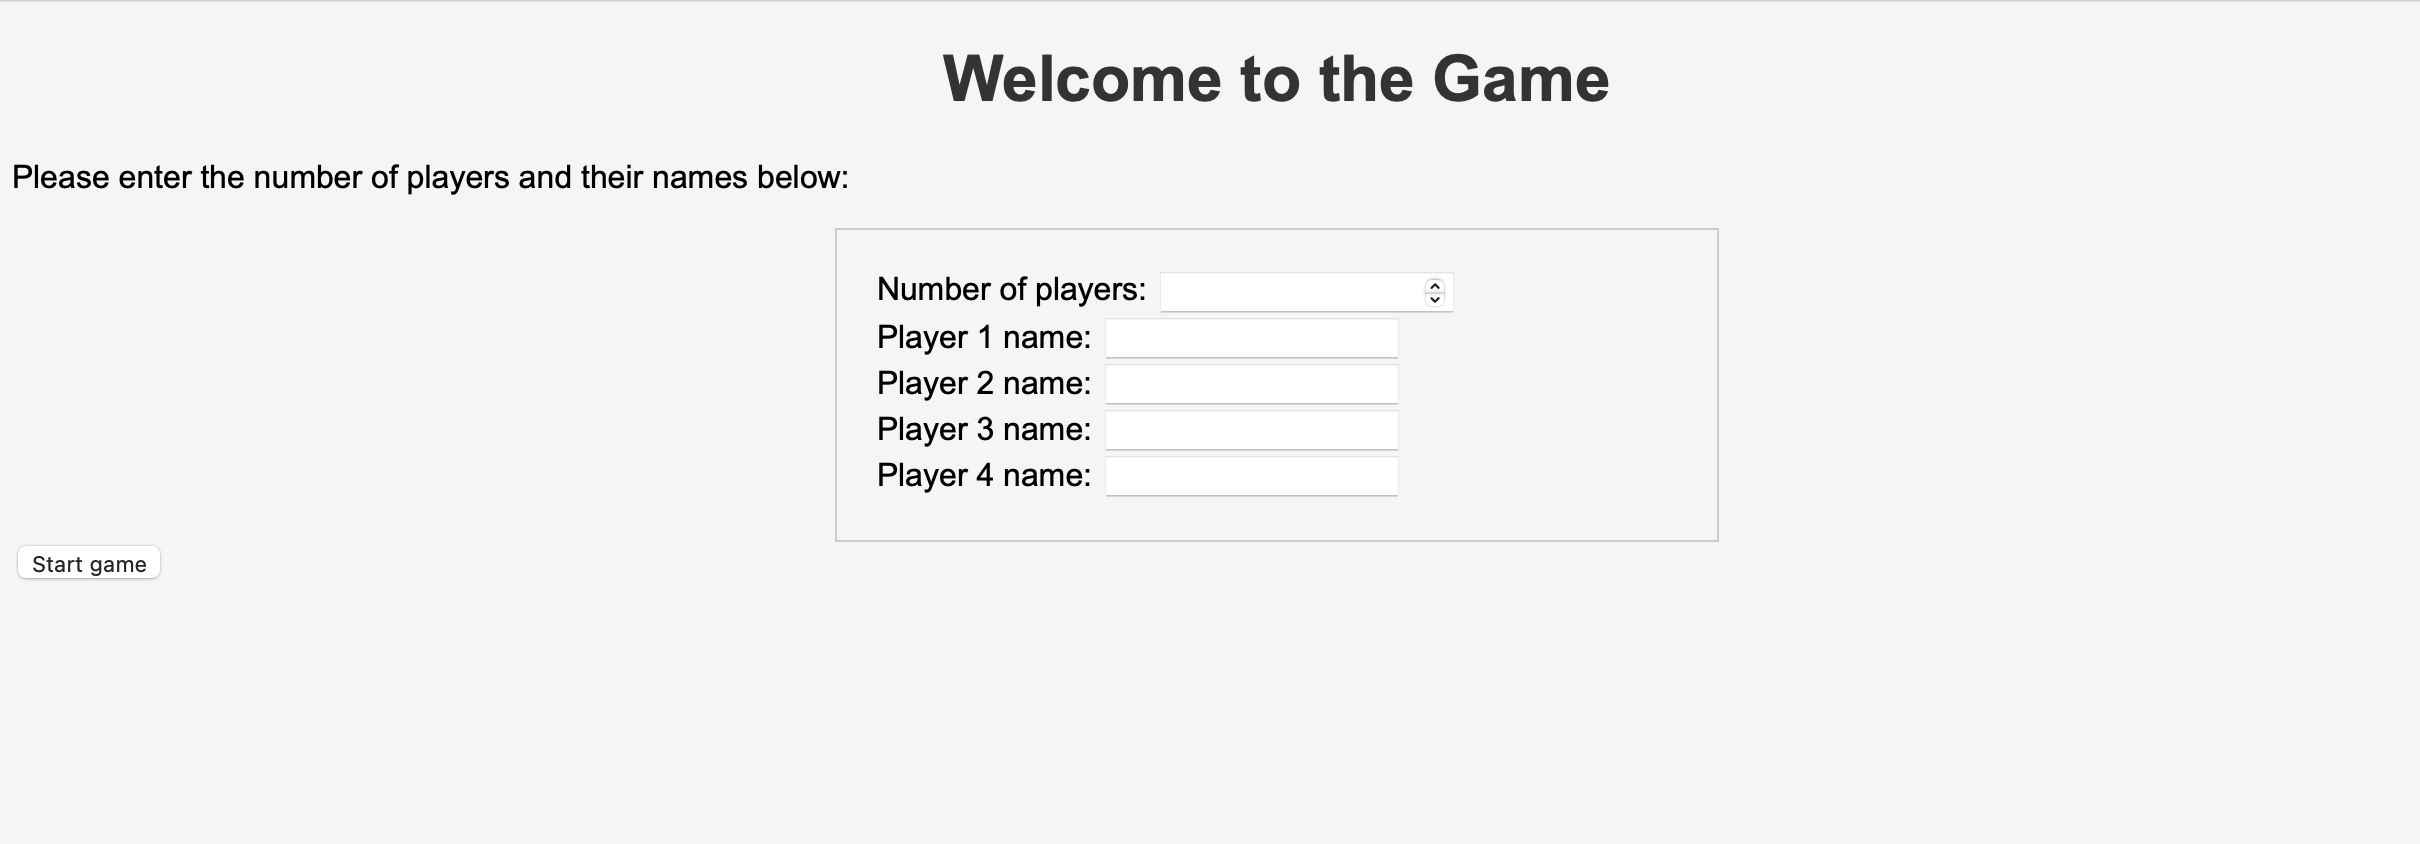 Welcome to the Game
Please enter the number of players and their names below:
Number of players:
Player 1 name:
Player 2 name:
Player 3 name:
Player 4 name:
Start game